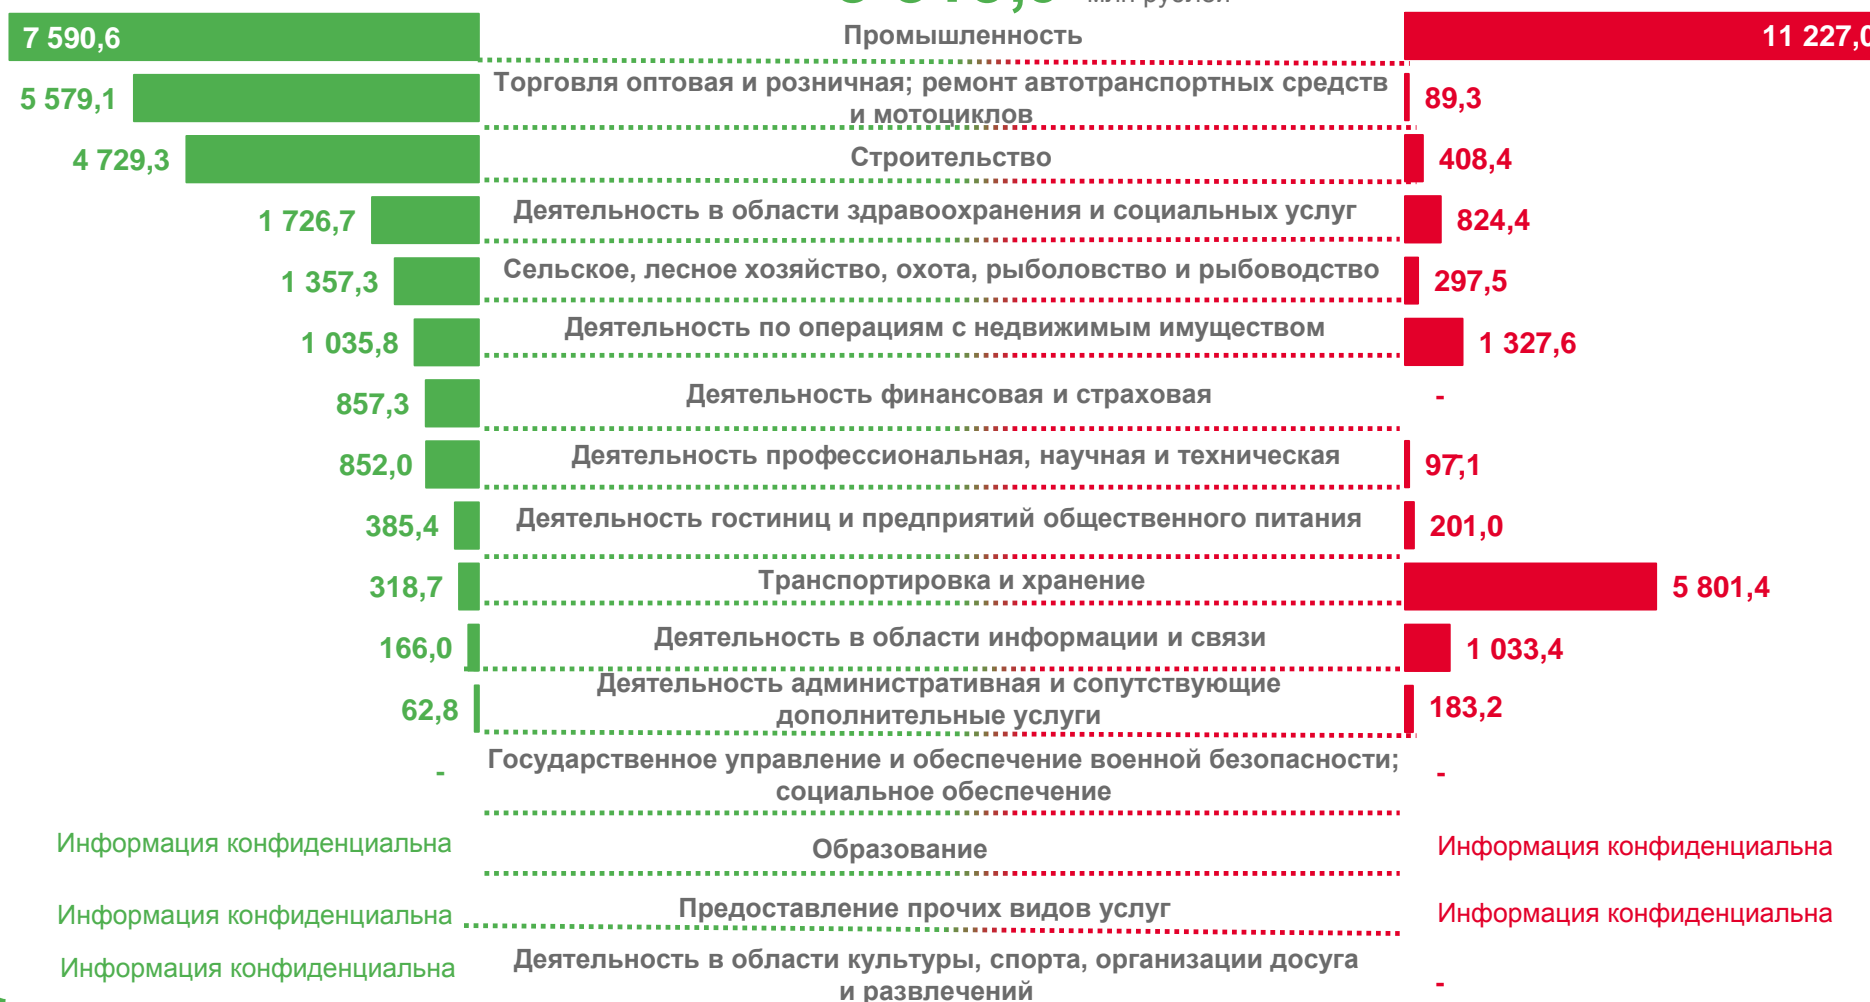 млн рублей
7 590,6
Промышленность
11 227,0
5 579,1
Торговля оптовая и розничная; ремонт автотранспортных средств
и мотоциклов
89,3
4 729,3
Строительство
408,4
1 726,7
Деятельность в области здравоохранения и социальных услуг
824,4
1 357,3
Сельское, лесное хозяйство, охота, рыболовство и рыбоводство
297,5
1 035,8
Деятельность по операциям с недвижимым имуществом
1 327,6
857,3
Деятельность финансовая и страховая
-
852,0
Деятельность профессиональная, научная и техническая
97,1
385,4
Деятельность гостиниц и предприятий общественного питания
201,0
318,7
Транспортировка и хранение
5 801,4
166,0
Деятельность в области информации и связи
1 033,4
62,8
Деятельность административная и сопутствующие
дополнительные услуги
183,2
-
Государственное управление и обеспечение военной безопасности;
социальное обеспечение
-
Информация конфиденциальна
Образование
Информация конфиденциальна
Информация конфиденциальна
Предоставление прочих видов услуг
Информация конфиденциальна
Информация конфиденциальна
Деятельность в области культуры, спорта, организации досуга
и развлечений
-